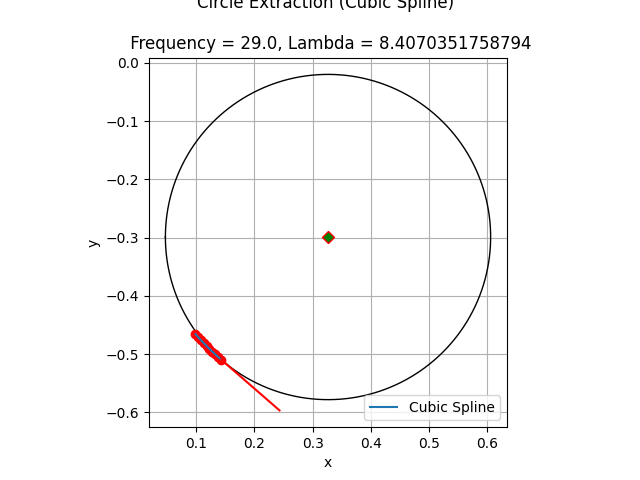 Circle Extraction (Cubic Spline)
Frequency = 29.0, Lambda = 8.4070351758794
0.0
−0.1
−0.2
−0.3
−0.4
−0.5
−0.6
y
Cubic Spline
0.1 0.2 0.3 0.4 0.5 0.6
x